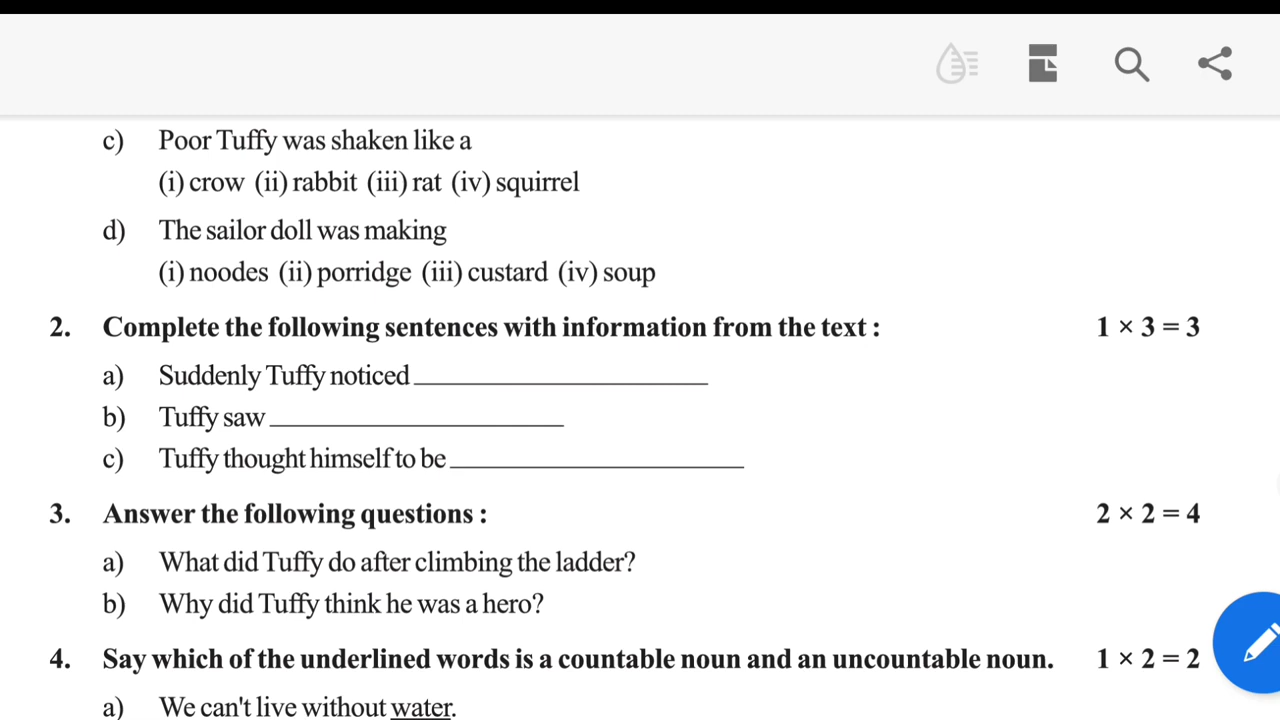 c) Poor Tuffy was shaken like a
(i) crow (ii) rabbit (iii) rat (iv) squirrel
d) The sailor doll was making
(i) noodes (ii) porridge (iii) custard (iv) soup
2. Complete the following sentences with information from the text : 1 × 3 = 3
a) Suddenly Tuffy noticed
b) Tuffy saw
c) Tuffy thought himself to be
3. Answer the following questions : 2 × 2 = 4
a) What did Tuffy do after climbing the ladder?
b) Why did Tuffy think he was a hero?
4. Say which of the underlined words is a countable noun and an uncountable noun. 1 × 2 = 2
a) We can't live without water.